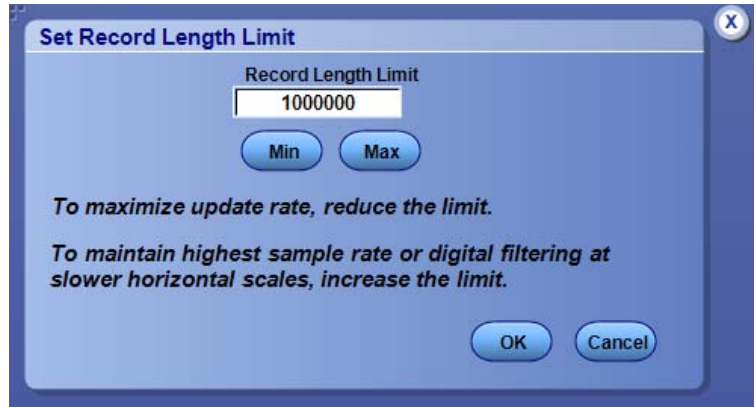 Set Record Length Limit
X
Record Length Limit
1000000
Min Max
To maximize update rate, reduce the limit.
To maintain highest sample rate or digital filtering at
slower horizontal scales, increase the limit.
OK Cancel